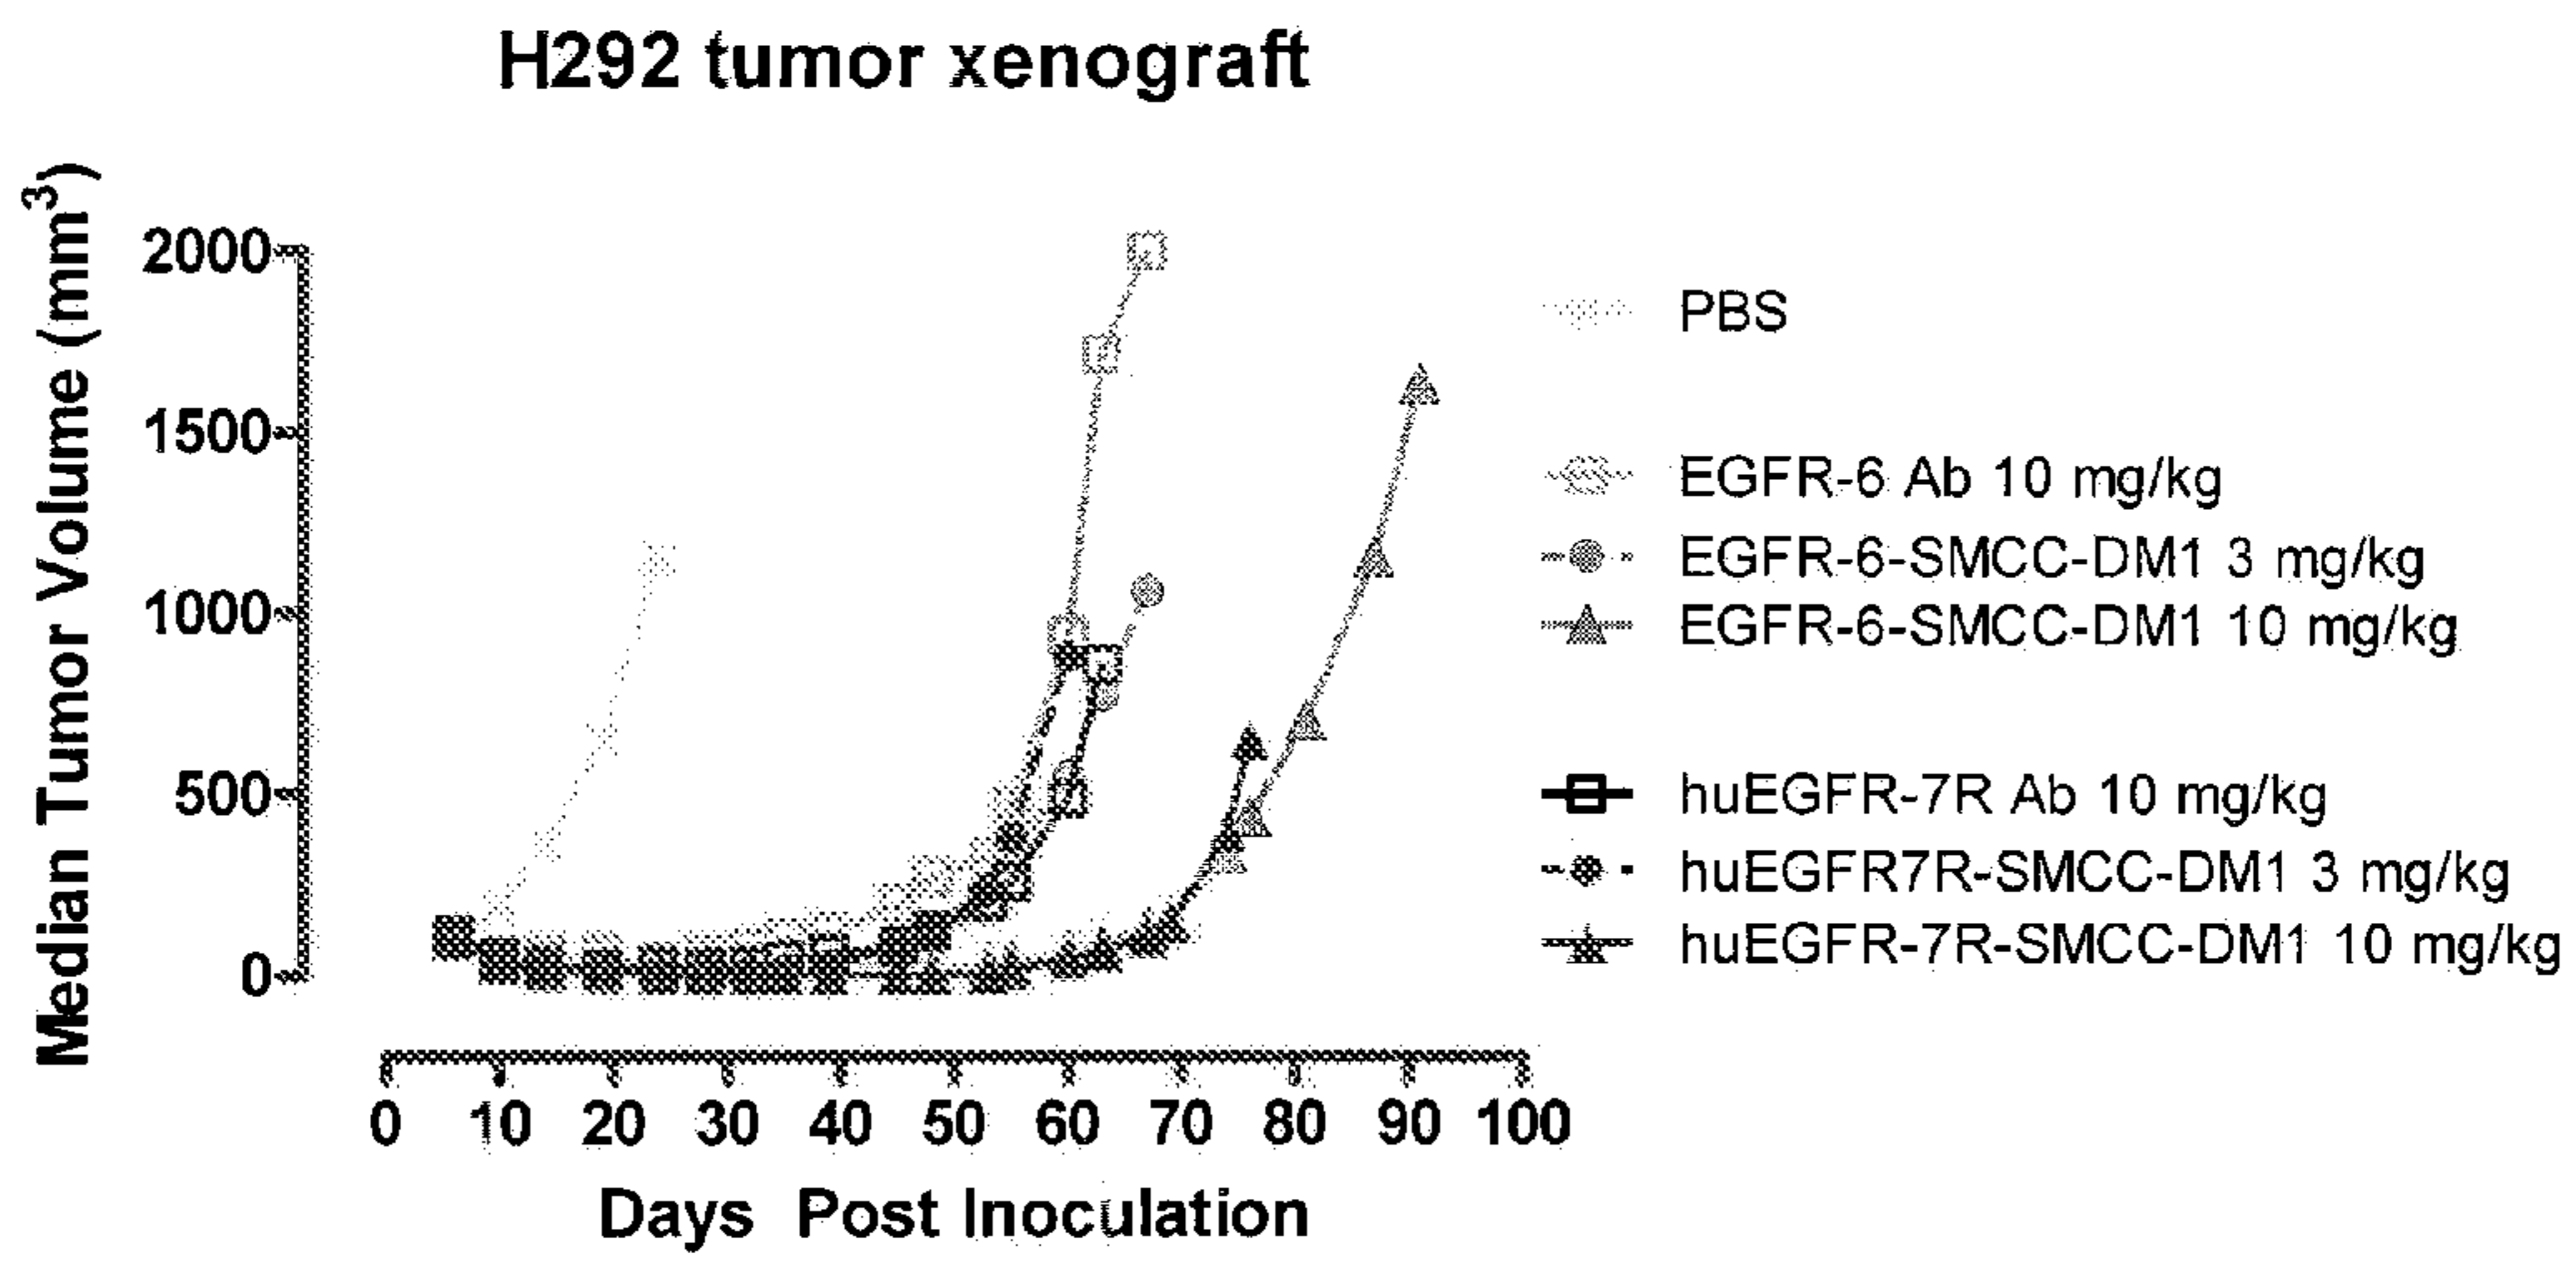 H292 tumor xenograft
Median Tumor Volume (mm³)
2000
1500
1000
500
0
0 10 20 30 40 50 60 70 80 90 100
Days Post Inoculation
PBS
EGFR-6 Ab 10 mg/kg
EGFR-6-SMCC-DM1 3 mg/kg
EGFR-6-SMCC-DM1 10 mg/kg
huEGFR-7R Ab 10 mg/kg
huEGFR7R-SMCC-DM1 3 mg/kg
huEGFR-7R-SMCC-DM1 10 mg/kg